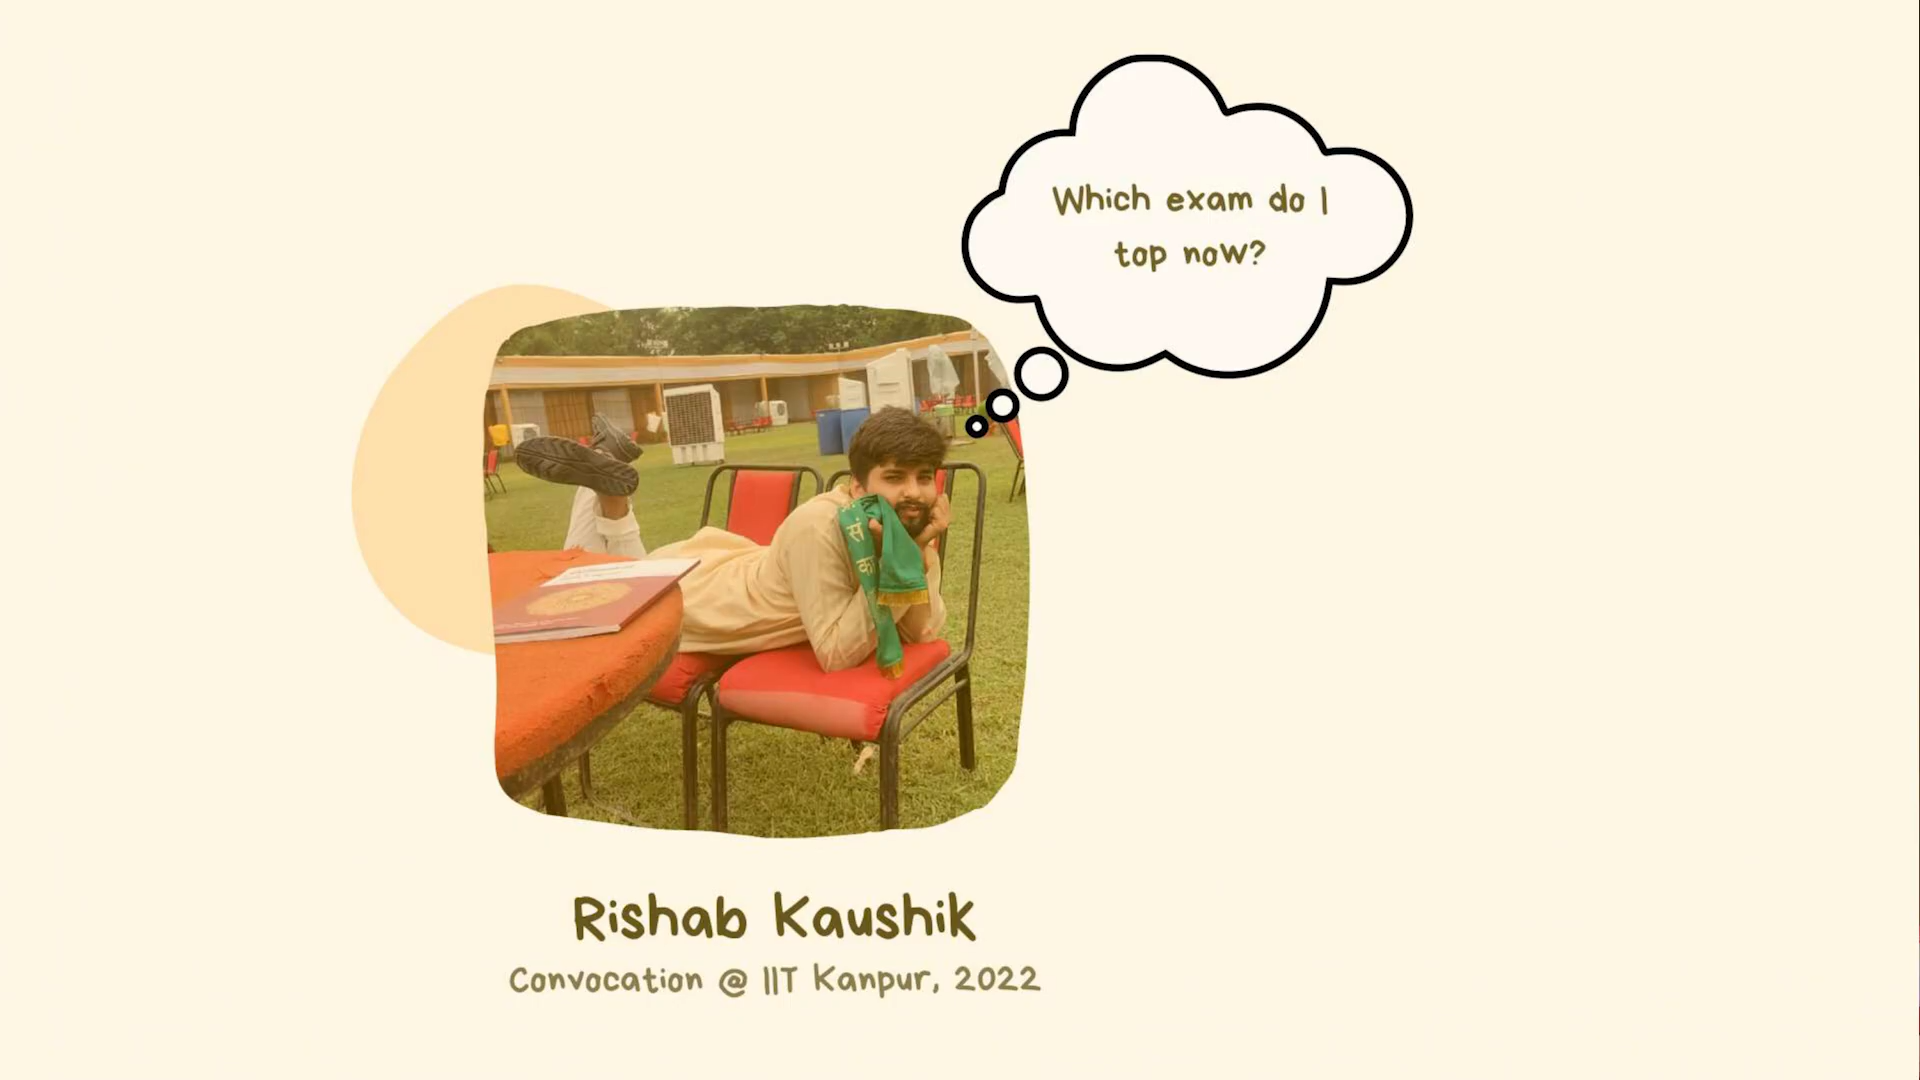 Which exam do I
top now?
सं
का
Rishab Kaushik
Convocation @ IIT Kanpur, 2022